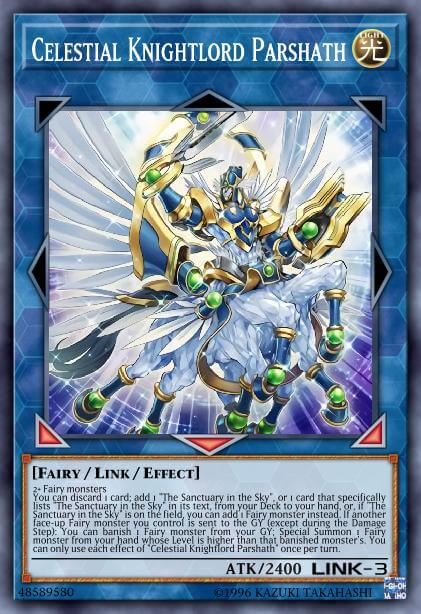 CELESTIAL KNIGHTLORD PARSHATH
LIGHT
光
[FAIRY / LINK / EFFECT]
2+ Fairy monsters
You can discard 1 card; add 1 "The Sanctuary in the Sky", or 1 card that specifically
lists "The Sanctuary in the Sky" in its text, from your Deck to your hand, or, if "The
Sanctuary in the Sky" is on the field, you can add 1 Fairy monster instead. If another
face-up Fairy monster you control is sent to the GY (except during the Damage
Step): You can banish 1 Fairy monster from your GY; Special Summon 1 Fairy
monster from your hand whose Level is higher than that banished monster's. You can
only use each effect of "Celestial Knightlord Parshath" once per turn.
ATK/2400 LINK-3
48589580 ©1996 KAZUKI TAKAHASHI